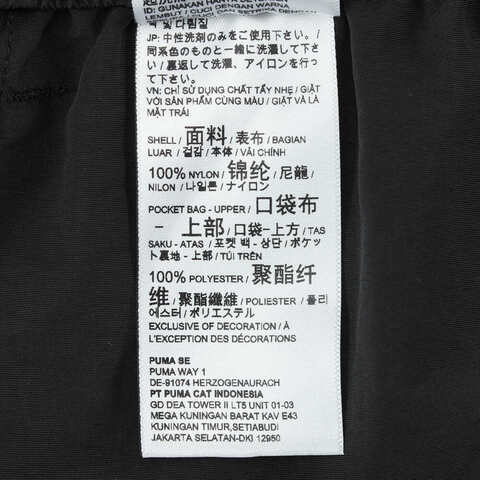 ID: GUNAKAN HAN
LEMBUT / CUCI DENGAN WARNA
JP: 中性洗剤のみをご使用下さい。/
同系色のものと一緒に洗濯して下さい
/ 裏返して洗濯、アイロンを行って
下さい。
VN: CHỈ SỬ DỤNG CHẤT TẨY NHẸ / GIẶT
VỚI SẢN PHẨM CÙNG MÀU / GIẶT VÀ LÀ
MẶT TRÁI
SHELL / 面料 / 表布 / BAGIAN
LUAR / 겉감 / 本体 / VẢI CHÍNH
100% NYLON / 锦纶 / 尼龍 /
NILON / 나일론 / ナイロン
POCKET BAG - UPPER / 口袋布
- 上部 / 口袋-上方 / TAS
SAKU - ATAS / 포켓 백 - 상단 / ポケッ
ト裏地 - 上部 / TÚI TRÊN
100% POLYESTER / 聚酯纤
维 / 聚酯纖維 / POLIESTER / 폴리
에스터 / ポリエステル
EXCLUSIVE OF DECORATION / À
L'EXCEPTION DES DÉCORATIONS
PUMA SE
PUMA WAY 1
DE-91074 HERZOGENAURACH
PT PUMA CAT INDONESIA
GD DEA TOWER II LT5 UNIT 01-03
MEGA KUNINGAN BARAT KAV E43
KUNINGAN TIMUR, SETIABUDI
JAKARTA SELATAN-DKI 12950